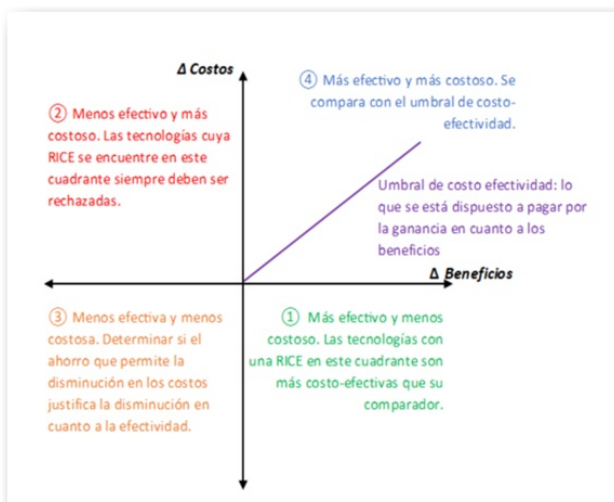 Δ Costos
④ Más efectivo y más costoso. Se
compara con el umbral de costo-
efectividad.
② Menos efectivo y más
costoso. Las tecnologías cuya
RICE se encuentre en este
cuadrante siempre deben ser
rechazadas.
Umbral de costo efectividad: lo
que se está dispuesto a pagar por
la ganancia en cuanto a los
beneficios
Δ Beneficios
③ Menos efectiva y menos
costosa. Determinar si el
ahorro que permite la
disminución en los costos
justifica la disminución en
cuanto a la efectividad.
① Más efectivo y menos
costoso. Las tecnologías con
una RICE en este cuadrante son
más costo-efectivas que su
comparador.